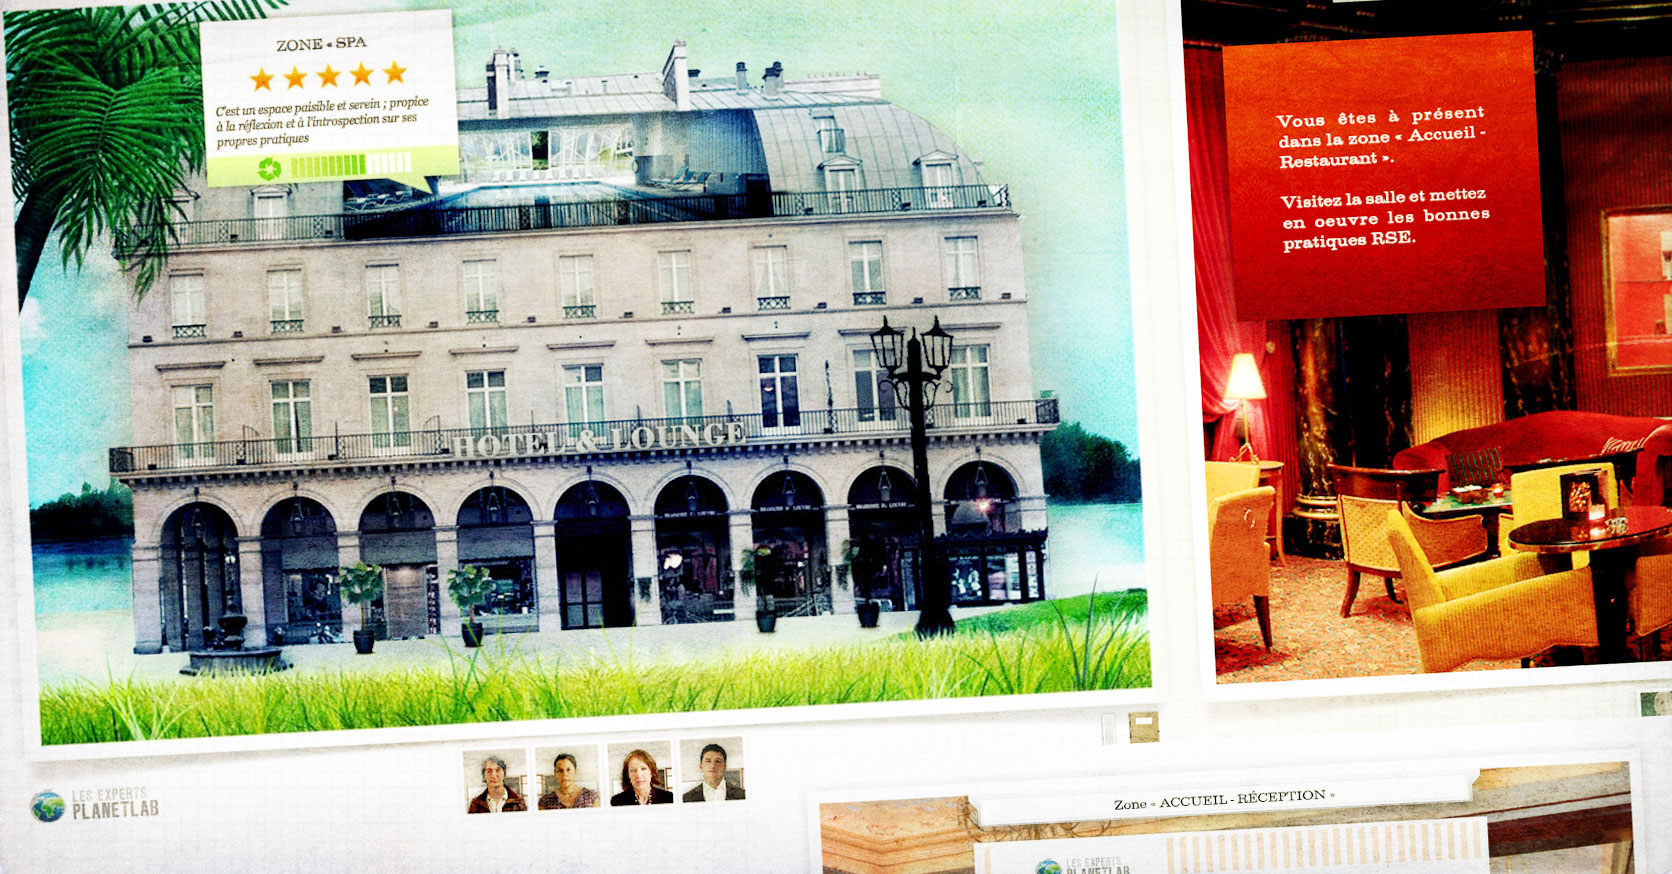 ZONE « SPA
C'est un espace paisible et serein ; propice
à la réflexion et à l'introspection sur ses
propres pratiques
HOTEL & LOUNGE
Vous êtes à présent
dans la zone « Accueil -
Restaurant ».
Visitez la salle et mettez
en oeuvre les bonnes
pratiques RSE.
LES EXPERTS
PLANETLAB
Zone « ACCUEIL - RÉCEPTION »
LES EXPERTS
PLANETLAB